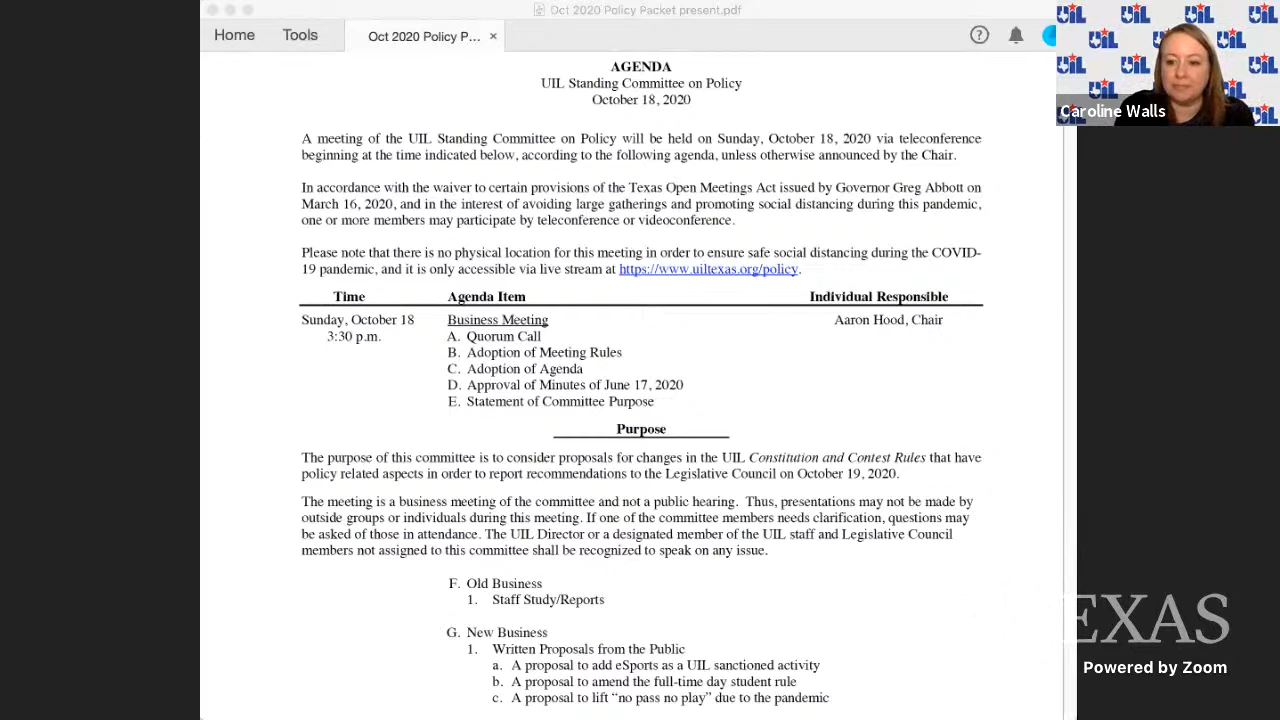 Oct 2020 Policy Packet present.pdf
Home Tools Oct 2020 Policy P... ×
AGENDA
UIL Standing Committee on Policy
October 18, 2020
A meeting of the UIL Standing Committee on Policy will be held on Sunday, October 18, 2020 via teleconference
beginning at the time indicated below, according to the following agenda, unless otherwise announced by the Chair.
In accordance with the waiver to certain provisions of the Texas Open Meetings Act issued by Governor Greg Abbott on
March 16, 2020, and in the interest of avoiding large gatherings and promoting social distancing during this pandemic,
one or more members may participate by teleconference or videoconference.
Please note that there is no physical location for this meeting in order to ensure safe social distancing during the COVID-
19 pandemic, and it is only accessible via live stream at https://www.uiltexas.org/policy.
Time Agenda Item Individual Responsible
Sunday, October 18 Business Meeting Aaron Hood, Chair
3:30 p.m. A. Quorum Call
B. Adoption of Meeting Rules
C. Adoption of Agenda
D. Approval of Minutes of June 17, 2020
E. Statement of Committee Purpose
Purpose
The purpose of this committee is to consider proposals for changes in the UIL Constitution and Contest Rules that have
policy related aspects in order to report recommendations to the Legislative Council on October 19, 2020.
The meeting is a business meeting of the committee and not a public hearing. Thus, presentations may not be made by
outside groups or individuals during this meeting. If one of the committee members needs clarification, questions may
be asked of those in attendance. The UIL Director or a designated member of the UIL staff and Legislative Council
members not assigned to this committee shall be recognized to speak on any issue.
F. Old Business
1. Staff Study/Reports
G. New Business
1. Written Proposals from the Public
a. A proposal to add eSports as a UIL sanctioned activity
b. A proposal to amend the full-time day student rule
c. A proposal to lift “no pass no play” due to the pandemic
UIL UIL UIL UIL
UIL UIL UIL
UIL UIL
Caroline Walls
EXAS
Powered by Zoom